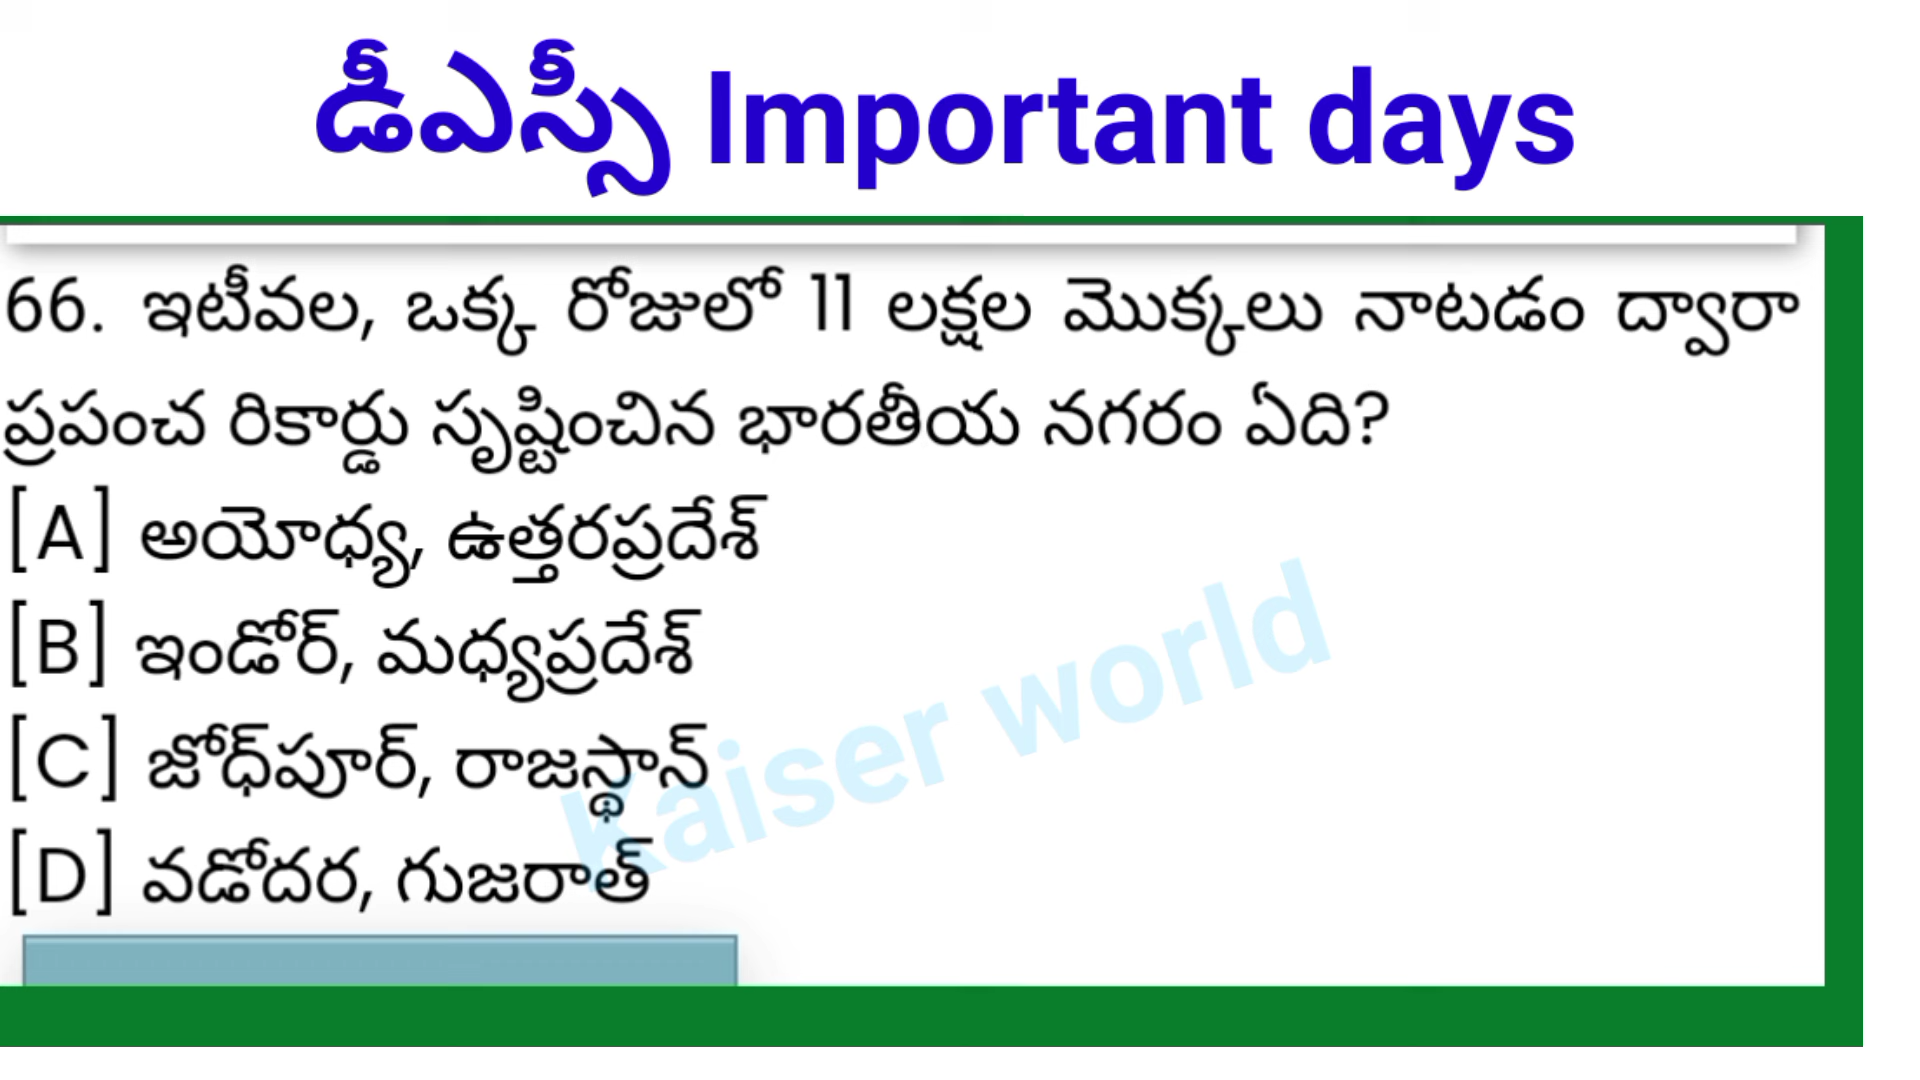 డీఎస్సీ Important days
66. ఇటీవల, ఒక్క రోజులో 11 లక్షల మొక్కలు నాటడం ద్వారా
ప్రపంచ రికార్డు సృష్టించిన భారతీయ నగరం ఏది?
[A] అయోధ్య, ఉత్తరప్రదేశ్
[B] ఇండోర్, మధ్యప్రదేశ్
[C] జోధ్‌పూర్, రాజస్థాన్
[D] వడోదర, గుజరాత్
Kaiser world